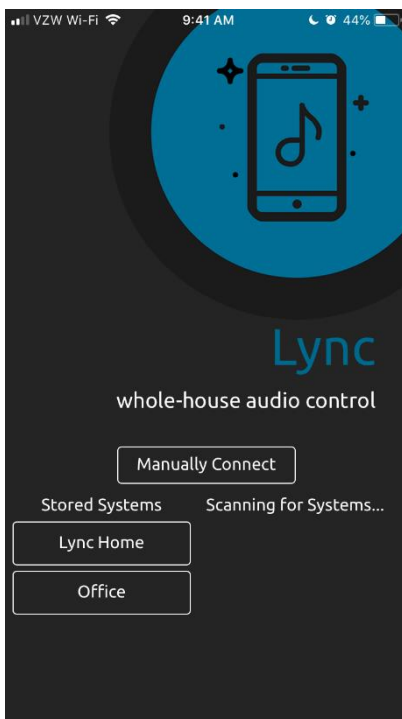 VZW Wi-Fi 9:41 AM 44%
Lync
whole-house audio control
Manually Connect
Stored Systems Scanning for Systems...
Lync Home
Office